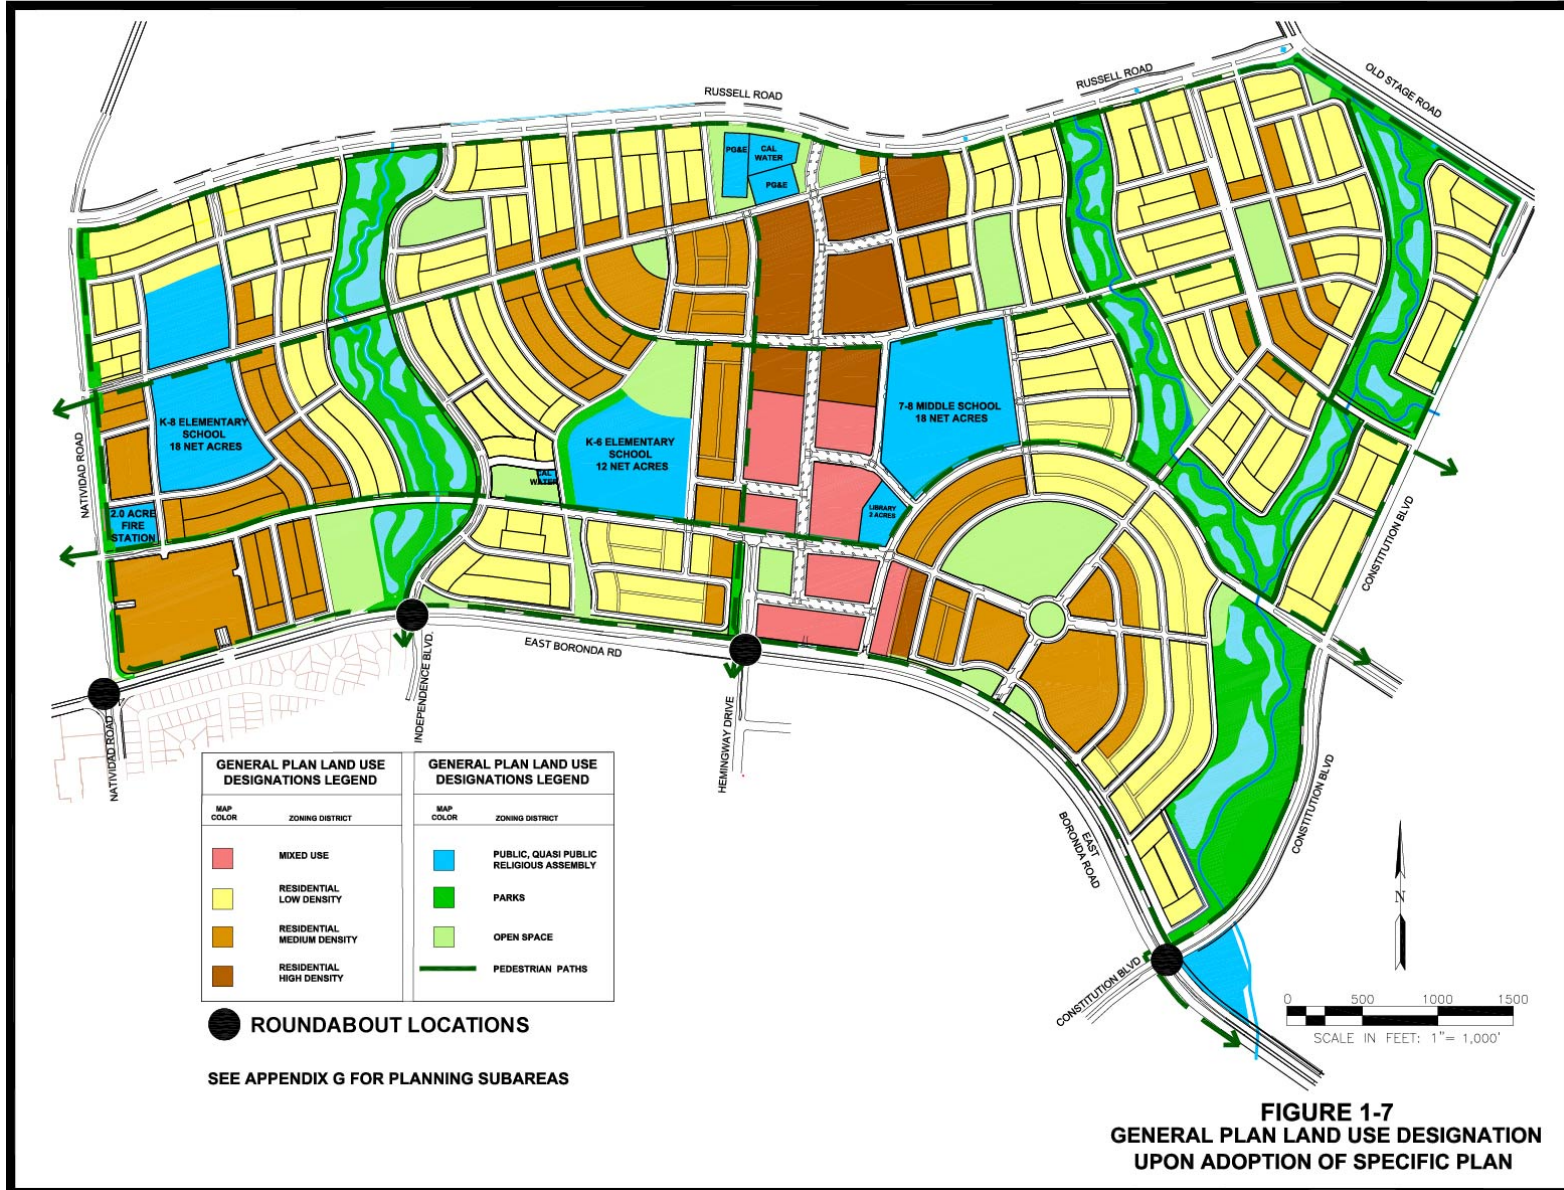 RUSSELL ROAD
RUSSELL ROAD
OLD STAGE ROAD
PG&E
CAL
WATER
PG&E
NATIVIDAD ROAD
K-8 ELEMENTARY
SCHOOL
18 NET ACRES
K-6 ELEMENTARY
SCHOOL
12 NET ACRES
7-8 MIDDLE SCHOOL
18 NET ACRES
CAL
WATER
LIBRARY
3 ACRES
2.0 ACRE
FIRE
STATION
CONSTITUTION BLVD
EAST BORONDA RD
INDEPENDENCE BLVD.
HEMINGWAY DRIVE
NATIVIDAD ROAD
CONSTITUTION BLVD
EAST
BORONDA ROAD
CONSTITUTION BLVD
GENERAL PLAN LAND USE
DESIGNATIONS LEGEND
MAP
COLOR
ZONING DISTRICT
MIXED USE
RESIDENTIAL
LOW DENSITY
RESIDENTIAL
MEDIUM DENSITY
RESIDENTIAL
HIGH DENSITY
GENERAL PLAN LAND USE
DESIGNATIONS LEGEND
MAP
COLOR
ZONING DISTRICT
PUBLIC, QUASI PUBLIC
RELIGIOUS ASSEMBLY
PARKS
OPEN SPACE
PEDESTRIAN PATHS
ROUNDABOUT LOCATIONS
SEE APPENDIX G FOR PLANNING SUBAREAS
N
0 500 1000 1500
SCALE IN FEET: 1"= 1,000'
FIGURE 1-7
GENERAL PLAN LAND USE DESIGNATION
UPON ADOPTION OF SPECIFIC PLAN